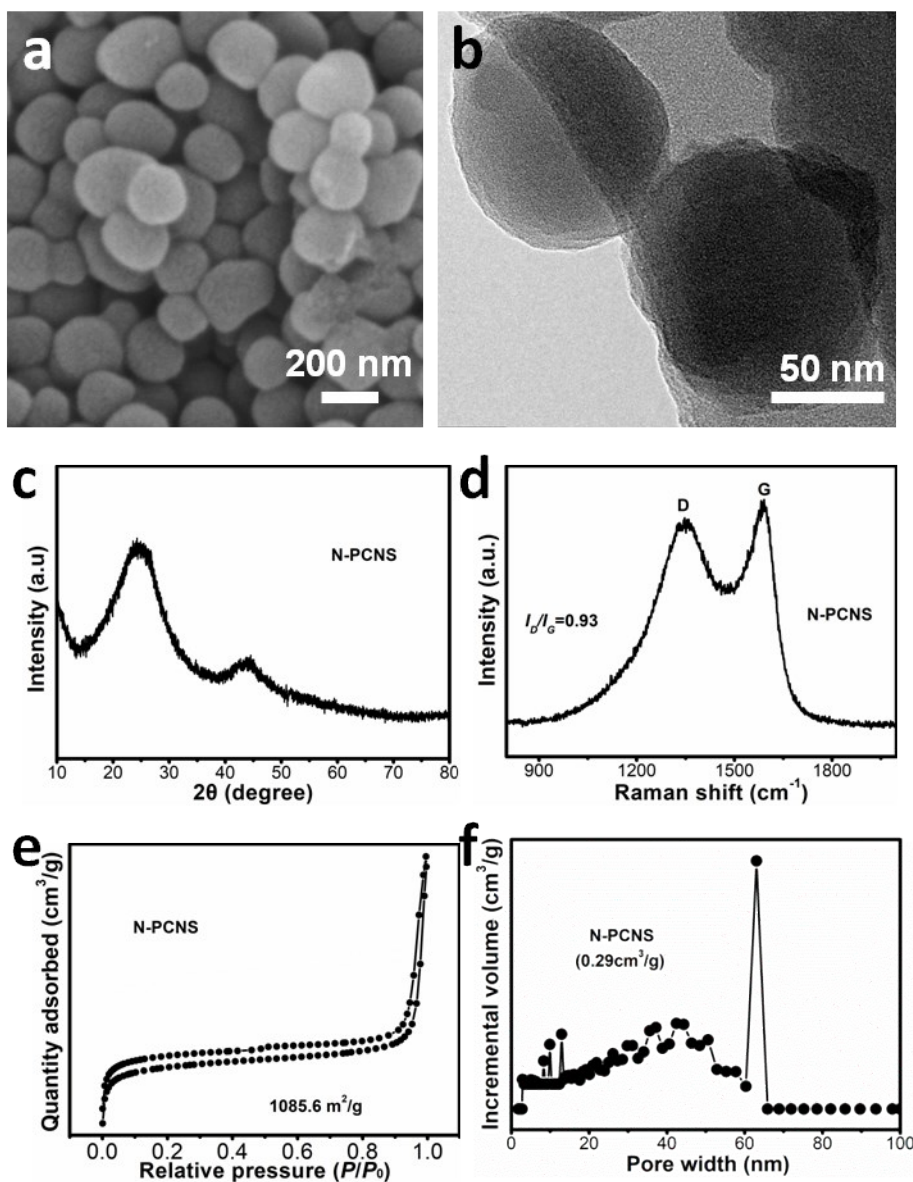 a
200 nm
b
50 nm
c
Intensity (a.u)
N-PCNS
10 20 30 40 50 60 70 80
2θ (degree)
d
Intensity (a.u.)
D
G
I_D/I_G=0.93
N-PCNS
900 1200 1500 1800
Raman shift (cm⁻¹)
e
Quantity adsorbed (cm³/g)
N-PCNS
1085.6 m²/g
0.0 0.2 0.4 0.6 0.8 1.0
Relative pressure (P/P₀)
f
Incremental volume (cm³/g)
N-PCNS
(0.29cm³/g)
0 20 40 60 80 100
Pore width (nm)